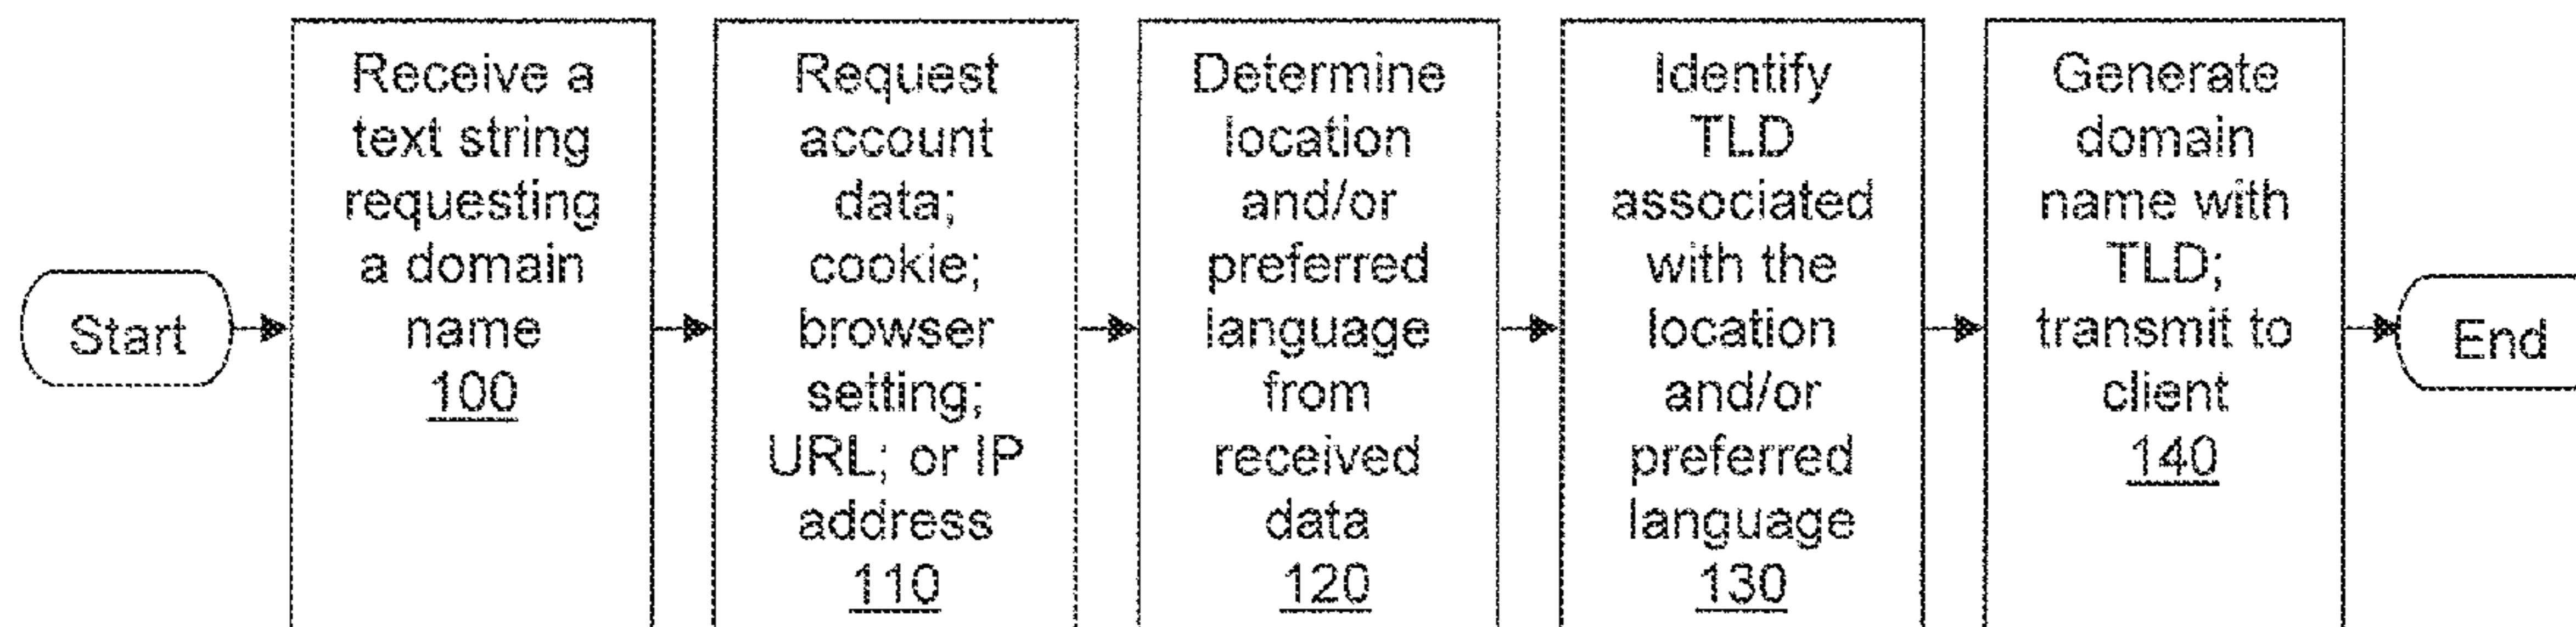 Start
Receive a
text string
requesting
a domain
name
100
Request
account
data;
cookie;
browser
setting;
URL; or IP
address
110
Determine
location
and/or
preferred
language
from
received
data
120
Identify
TLD
associated
with the
location
and/or
preferred
language
130
Generate
domain
name with
TLD;
transmit to
client
140
End